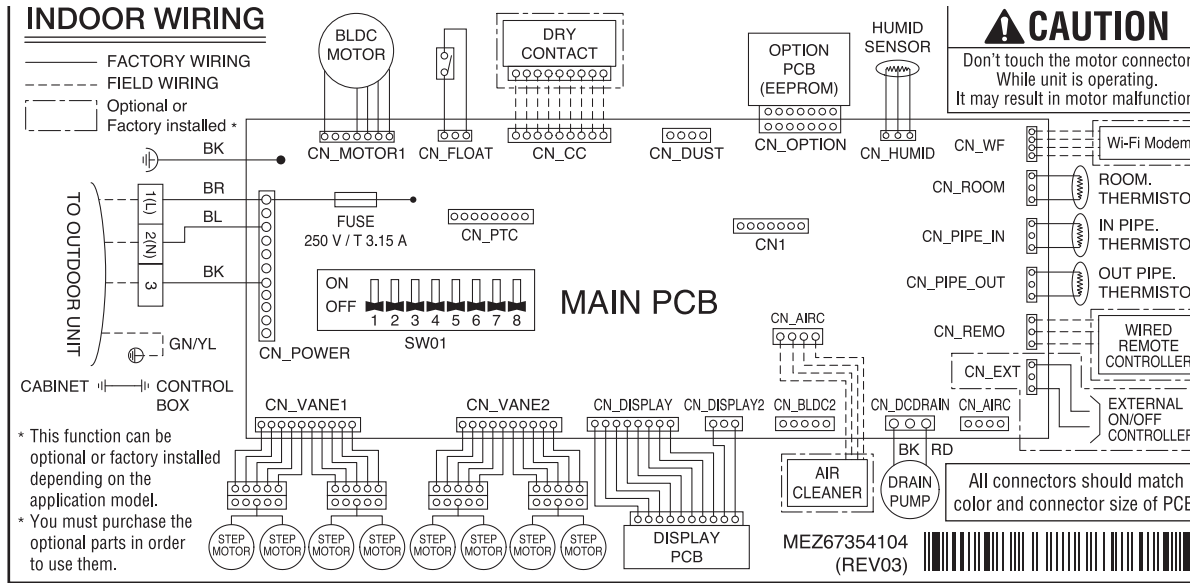 INDOOR WIRING
FACTORY WIRING
FIELD WIRING
Optional or
Factory installed *
BLDC
MOTOR
DRY
CONTACT
OPTION
PCB
(EEPROM)
HUMID
SENSOR
CAUTION
Don't touch the motor connector
While unit is operating.
It may result in motor malfunction
CN_MOTOR1
CN_FLOAT
CN_CC
CN_DUST
CN_OPTION
CN_HUMID
CN_WF
Wi-Fi Modem
BK
BR
BL
BK
TO OUTDOOR UNIT
1(L)
2(N)
3
GN/YL
FUSE
250 V / T 3.15 A
CN_PTC
CN1
CN_ROOM
ROOM.
THERMISTO
CN_PIPE_IN
IN PIPE.
THERMISTO
CN_PIPE_OUT
OUT PIPE.
THERMISTO
ON
OFF
1 2 3 4 5 6 7 8
SW01
MAIN PCB
CN_POWER
CN_AIRC
CN_REMO
WIRED
REMOTE
CONTROLLER
CN_EXT
EXTERNAL
ON/OFF
CONTROLLER
CABINET
CONTROL
BOX
CN_VANE1
CN_VANE2
CN_DISPLAY
CN_DISPLAY2
CN_BLDC2
CN_DCDRAIN
CN_AIRC
BK
RD
* This function can be
optional or factory installed
depending on the
application model.
* You must purchase the
optional parts in order
to use them.
STEP
MOTOR
STEP
MOTOR
STEP
MOTOR
STEP
MOTOR
STEP
MOTOR
STEP
MOTOR
STEP
MOTOR
STEP
MOTOR
DISPLAY
PCB
AIR
CLEANER
DRAIN
PUMP
All connectors should match
color and connector size of PCB
MEZ67354104
(REV03)